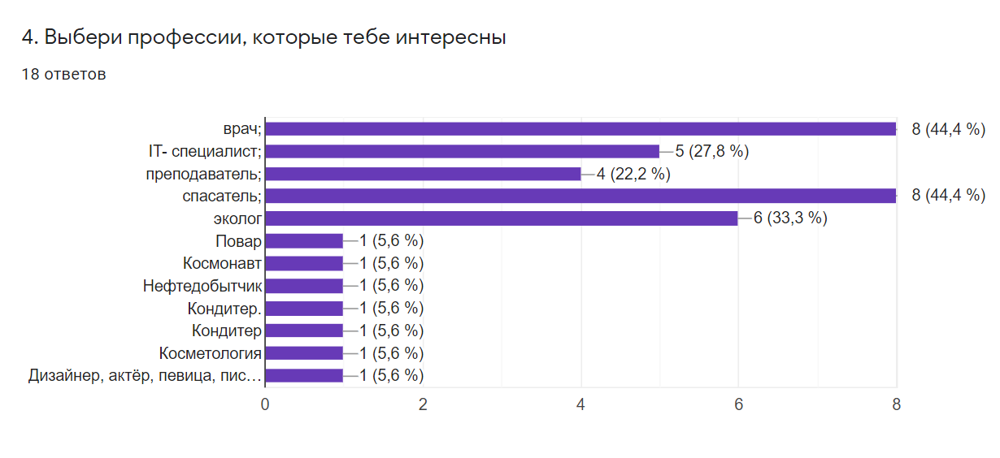 4. Выбери профессии, которые тебе интересны
18 ответов
врач; 8 (44,4 %)
IT- специалист; 5 (27,8 %)
преподаватель; 4 (22,2 %)
спасатель; 8 (44,4 %)
эколог 6 (33,3 %)
Повар 1 (5,6 %)
Космонавт 1 (5,6 %)
Нефтедобытчик 1 (5,6 %)
Кондитер. 1 (5,6 %)
Кондитер 1 (5,6 %)
Косметология 1 (5,6 %)
Дизайнер, актёр, певица, пис… 1 (5,6 %)
0 2 4 6 8